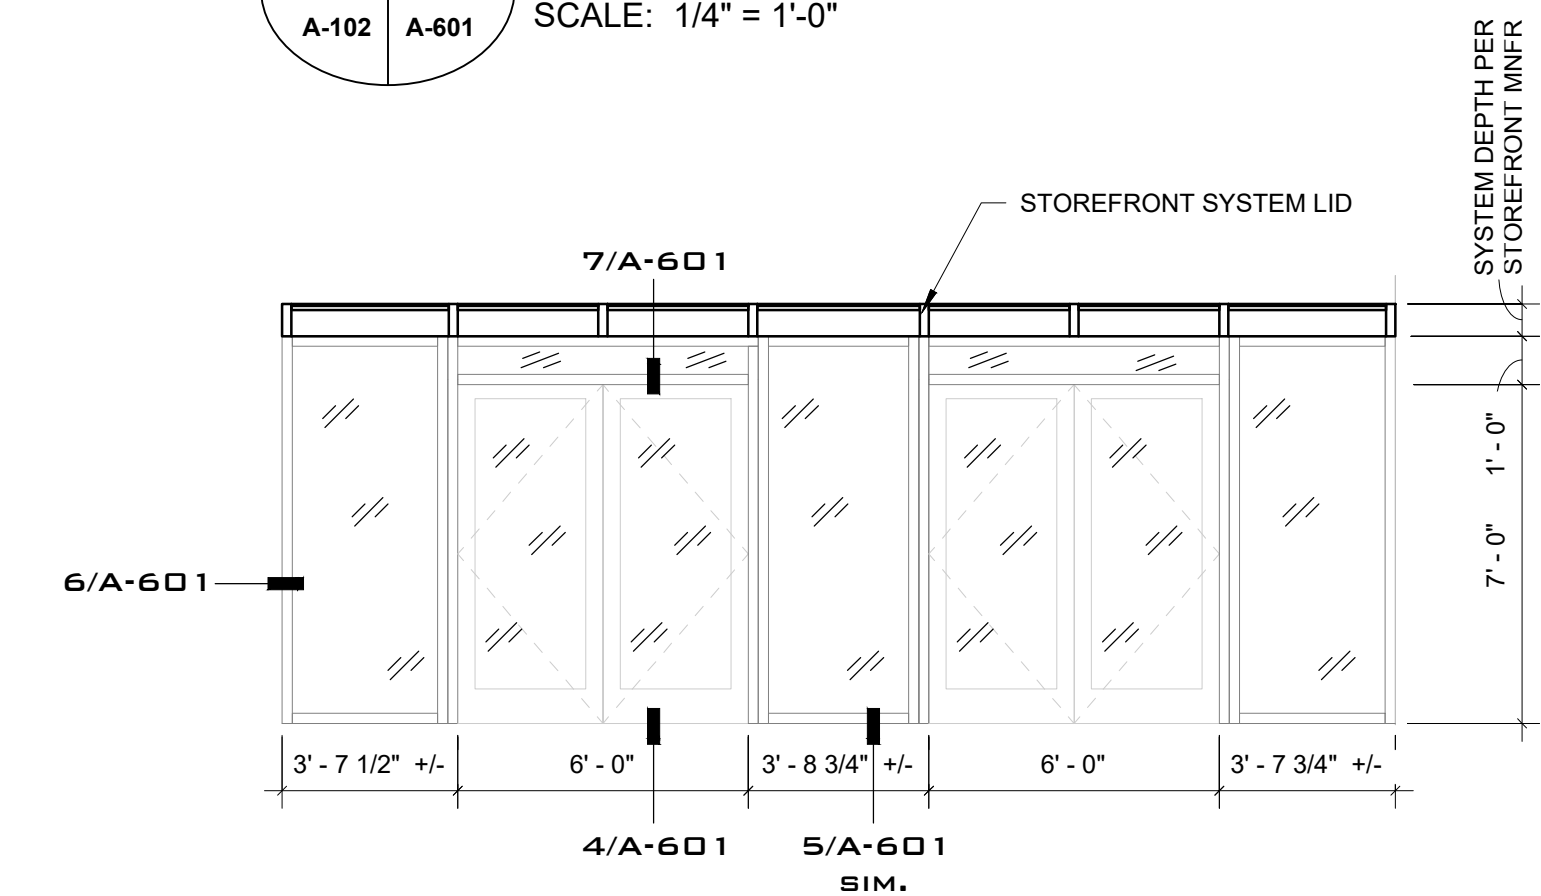 A-102 A-601
SCALE: 1/4" = 1'-0"
SYSTEM DEPTH PER
STOREFRONT MNFR
STOREFRONT SYSTEM LID
7/A-601
1' - 0"
7' - 0"
6/A-601
3' - 7 1/2" +/- 6' - 0" 3' - 8 3/4" +/- 6' - 0" 3' - 7 3/4" +/-
4/A-601 5/A-601
SIM.